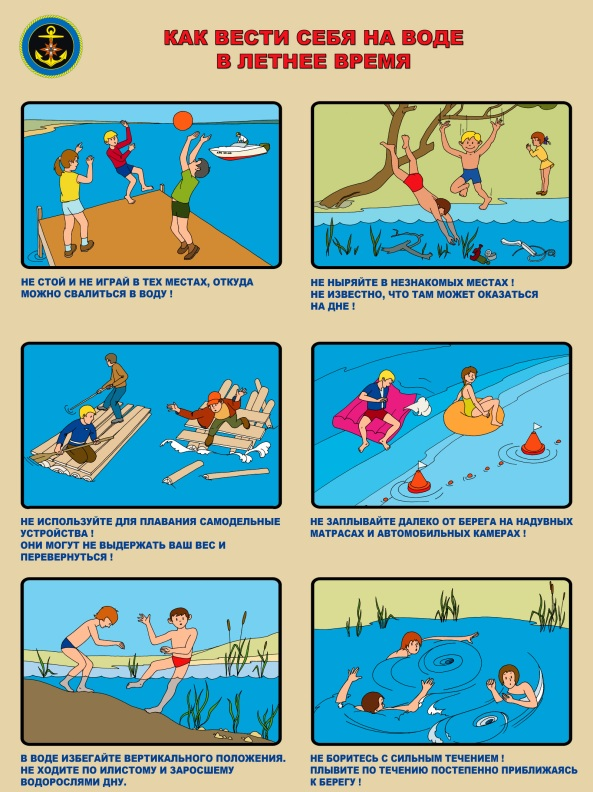 КАК ВЕСТИ СЕБЯ НА ВОДЕ
В ЛЕТНЕЕ ВРЕМЯ
НЕ СТОЙ И НЕ ИГРАЙ В ТЕХ МЕСТАХ, ОТКУДА
МОЖНО СВАЛИТЬСЯ В ВОДУ !
НЕ НЫРЯЙТЕ В НЕЗНАКОМЫХ МЕСТАХ !
НЕ ИЗВЕСТНО, ЧТО ТАМ МОЖЕТ ОКАЗАТЬСЯ
НА ДНЕ !
НЕ ИСПОЛЬЗУЙТЕ ДЛЯ ПЛАВАНИЯ САМОДЕЛЬНЫЕ
УСТРОЙСТВА !
ОНИ МОГУТ НЕ ВЫДЕРЖАТЬ ВАШ ВЕС И
ПЕРЕВЕРНУТЬСЯ !
НЕ ЗАПЛЫВАЙТЕ ДАЛЕКО ОТ БЕРЕГА НА НАДУВНЫХ
МАТРАСАХ И АВТОМОБИЛЬНЫХ КАМЕРАХ !
В ВОДЕ ИЗБЕГАЙТЕ ВЕРТИКАЛЬНОГО ПОЛОЖЕНИЯ.
НЕ ХОДИТЕ ПО ИЛИСТОМУ И ЗАРОСШЕМУ
ВОДОРОСЛЯМИ ДНУ.
НЕ БОРИТЕСЬ С СИЛЬНЫМ ТЕЧЕНИЕМ !
ПЛЫВИТЕ ПО ТЕЧЕНИЮ ПОСТЕПЕННО ПРИБЛИЖАЯСЬ
К БЕРЕГУ !